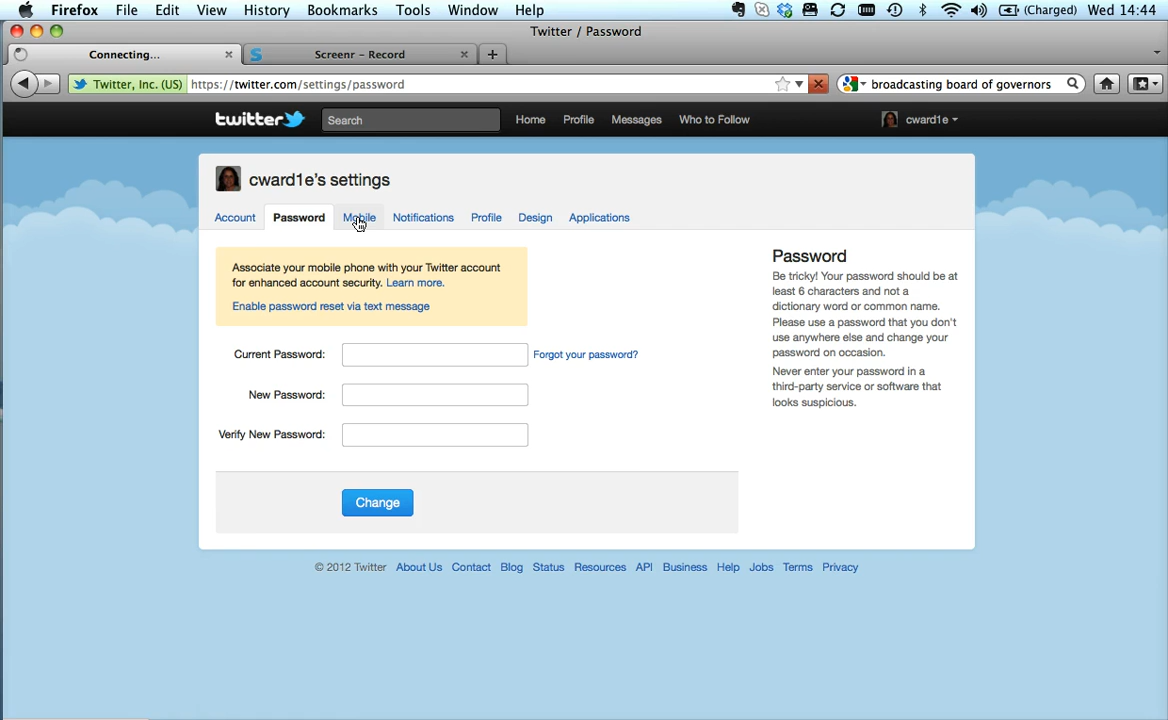 Firefox File Edit View History Bookmarks Tools Window Help (Charged) Wed 14:44
Twitter / Password
Connecting... Screenr - Record
Twitter, Inc. (US) https://twitter.com/settings/password broadcasting board of governors
twitter Search Home Profile Messages Who to Follow cward1e
cward1e's settings
Account Password Mobile Notifications Profile Design Applications
Associate your mobile phone with your Twitter account
for enhanced account security. Learn more.
Enable password reset via text message
Current Password: Forgot your password?
New Password:
Verify New Password:
Change
Password
Be tricky! Your password should be at
least 6 characters and not a
dictionary word or common name.
Please use a password that you don't
use anywhere else and change your
password on occasion.
Never enter your password in a
third-party service or software that
looks suspicious.
© 2012 Twitter About Us Contact Blog Status Resources API Business Help Jobs Terms Privacy